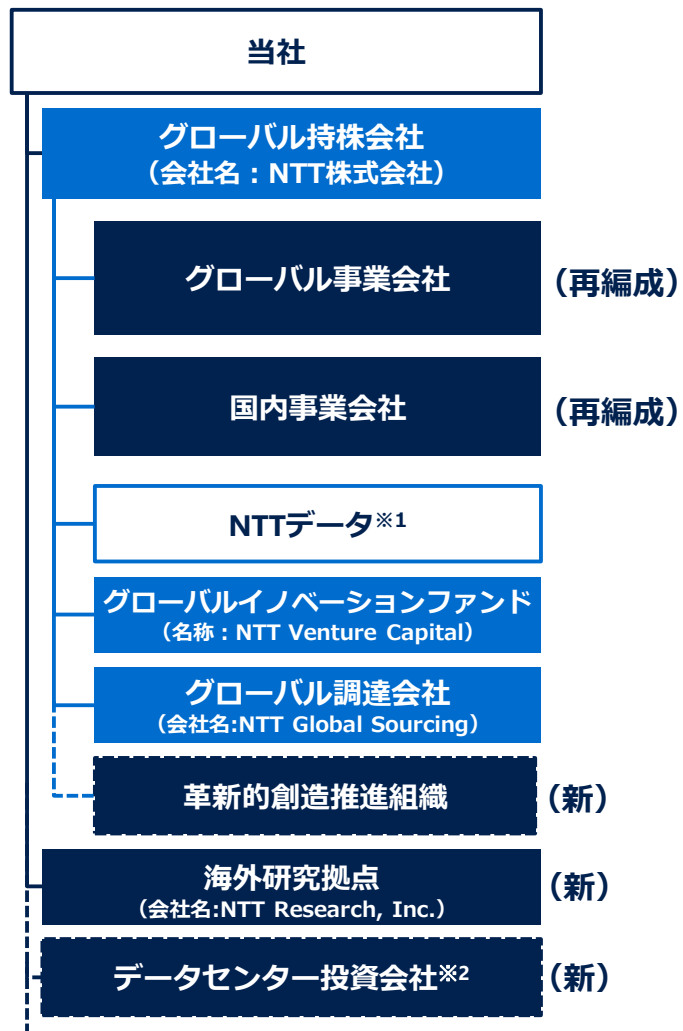 当社
グローバル持株会社
（会社名：NTT株式会社）
グローバル事業会社 （再編成）
国内事業会社 （再編成）
NTTデータ※1
グローバルイノベーションファンド
（名称：NTT Venture Capital）
グローバル調達会社
（会社名:NTT Global Sourcing）
革新的創造推進組織 （新）
海外研究拠点 （新）
（会社名:NTT Research, Inc.）
データセンター投資会社※2 （新）